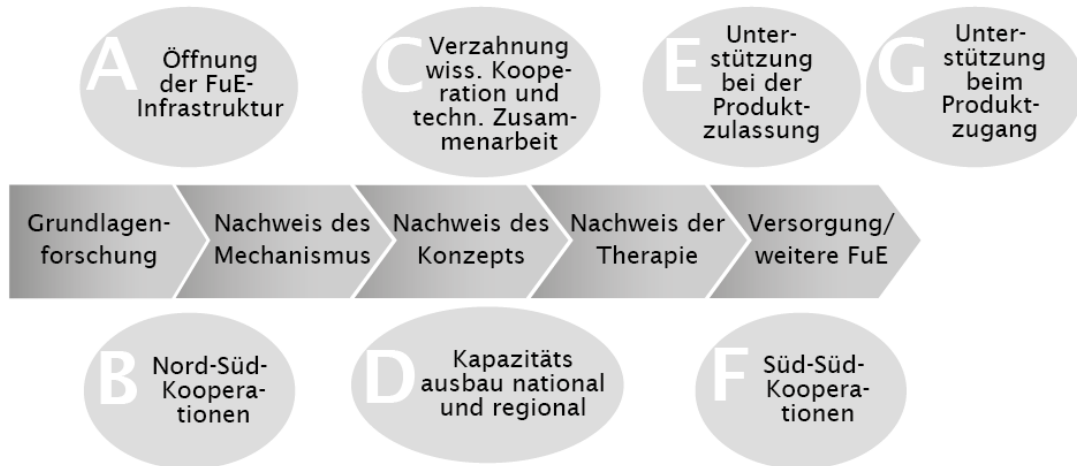 A
Öffnung
der FuE-
Infrastruktur
C
Verzahnung
wiss. Koope-
ration und
techn. Zusam-
menarbeit
E
Unter-
stützung
bei der
Produkt-
zulassung
G
Unter-
stützung
beim
Produkt-
zugang
Grundlagen-
forschung
Nachweis des
Mechanismus
Nachweis des
Konzepts
Nachweis der
Therapie
Versorgung/
weitere FuE
B
Nord-Süd-
Koopera-
tionen
D
Kapazitäts
ausbau national
und regional
F
Süd-Süd-
Koopera-
tionen